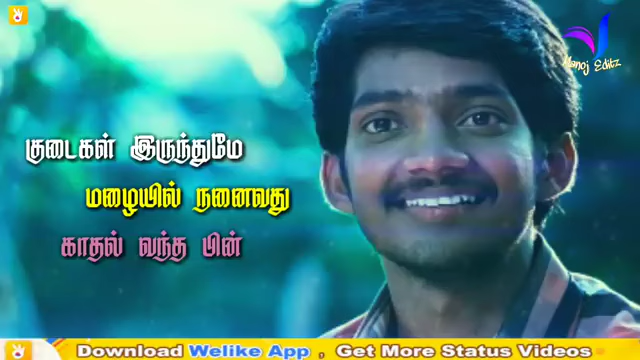 Manoj Editz
குடைகள் இருந்துமே
மழையில் நனைவது
காதல் வந்த பின்
Download Welike App , Get More Status Videos